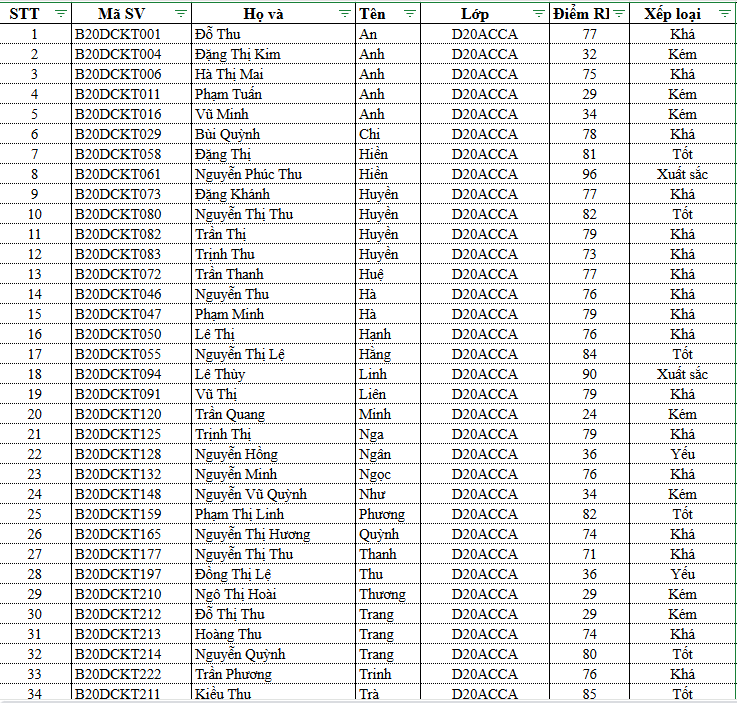 STT Mã SV Họ và Tên Lớp Điểm RI Xếp loại
1 B20DCKT001 Đỗ Thu An D20ACCA 77 Khá
2 B20DCKT004 Đặng Thị Kim Anh D20ACCA 32 Kém
3 B20DCKT006 Hà Thị Mai Anh D20ACCA 75 Khá
4 B20DCKT011 Phạm Tuấn Anh D20ACCA 29 Kém
5 B20DCKT016 Vũ Minh Anh D20ACCA 34 Kém
6 B20DCKT029 Bùi Quỳnh Chi D20ACCA 78 Khá
7 B20DCKT058 Đặng Thị Hiền D20ACCA 81 Tốt
8 B20DCKT061 Nguyễn Phúc Thu Hiền D20ACCA 96 Xuất sắc
9 B20DCKT073 Đặng Khánh Huyền D20ACCA 77 Khá
10 B20DCKT080 Nguyễn Thị Thu Huyền D20ACCA 82 Tốt
11 B20DCKT082 Trần Thị Huyền D20ACCA 79 Khá
12 B20DCKT083 Trịnh Thu Huyền D20ACCA 73 Khá
13 B20DCKT072 Trần Thanh Huệ D20ACCA 77 Khá
14 B20DCKT046 Nguyễn Thu Hà D20ACCA 76 Khá
15 B20DCKT047 Phạm Minh Hà D20ACCA 79 Khá
16 B20DCKT050 Lê Thị Hạnh D20ACCA 76 Khá
17 B20DCKT055 Nguyễn Thị Lệ Hằng D20ACCA 84 Tốt
18 B20DCKT094 Lê Thùy Linh D20ACCA 90 Xuất sắc
19 B20DCKT091 Vũ Thị Liên D20ACCA 79 Khá
20 B20DCKT120 Trần Quang Minh D20ACCA 24 Kém
21 B20DCKT125 Trịnh Thị Nga D20ACCA 79 Khá
22 B20DCKT128 Nguyễn Hồng Ngân D20ACCA 36 Yếu
23 B20DCKT132 Nguyễn Minh Ngọc D20ACCA 76 Khá
24 B20DCKT148 Nguyễn Vũ Quỳnh Như D20ACCA 34 Kém
25 B20DCKT159 Phạm Thị Linh Phương D20ACCA 82 Tốt
26 B20DCKT165 Nguyễn Thị Hương Quỳnh D20ACCA 74 Khá
27 B20DCKT177 Nguyễn Thị Thu Thanh D20ACCA 71 Khá
28 B20DCKT197 Đồng Thị Lệ Thu D20ACCA 36 Yếu
29 B20DCKT210 Ngô Thị Hoài Thương D20ACCA 29 Kém
30 B20DCKT212 Đỗ Thị Thu Trang D20ACCA 29 Kém
31 B20DCKT213 Hoàng Thu Trang D20ACCA 74 Khá
32 B20DCKT214 Nguyễn Quỳnh Trang D20ACCA 80 Tốt
33 B20DCKT222 Trần Phương Trinh D20ACCA 76 Khá
34 B20DCKT211 Kiều Thu Trà D20ACCA 85 Tốt